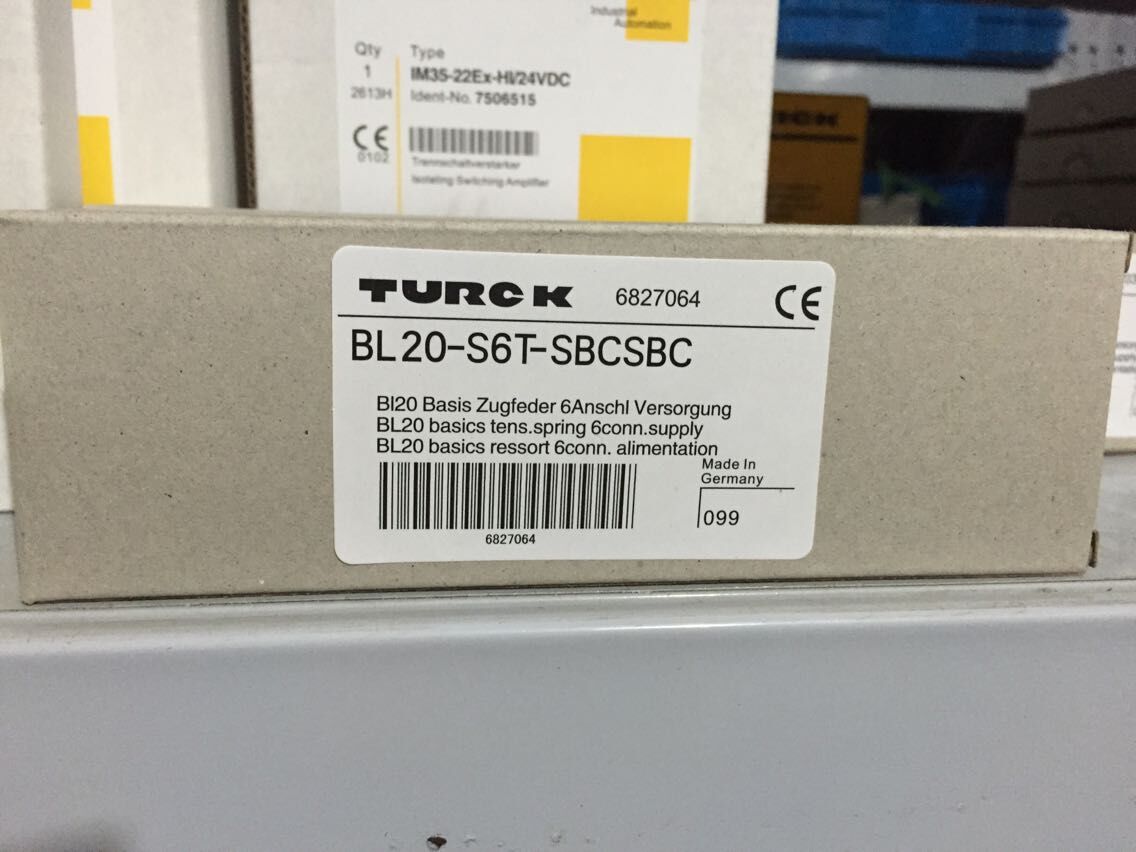 Industrial
Automation
Qty
Type
1
IM35-22Ex-HI/24VDC
2613H
Ident-No. 7506515
CE
0102
Trennschaltverstärker
Isolating Switching Amplifier
TURCK
6827064
CE
BL20-S6T-SBCSBC
Bl20 Basis Zugfeder 6Anschl Versorgung
BL20 basics tens.spring 6conn.supply
BL20 basics ressort 6conn. alimentation
Made In
Germany
099
6827064